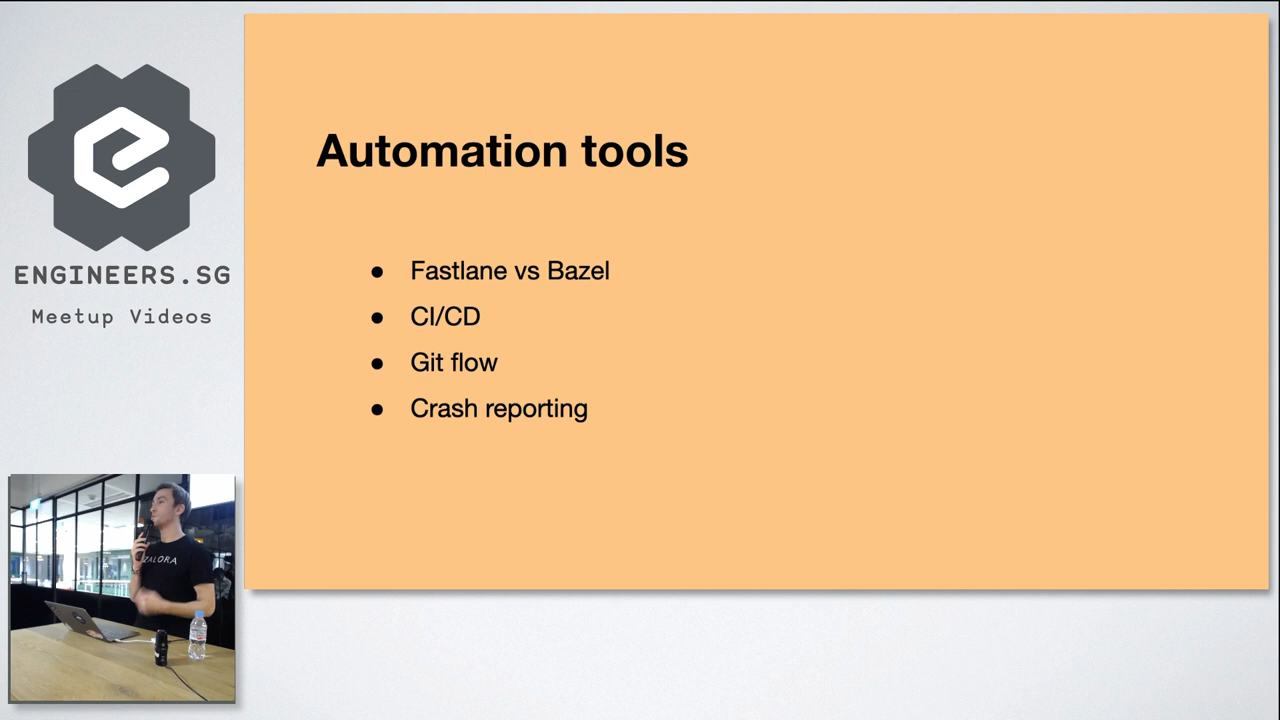 ENGINEERS.SG
Meetup Videos
Automation tools
● Fastlane vs Bazel
● CI/CD
● Git flow
● Crash reporting
ZALORA